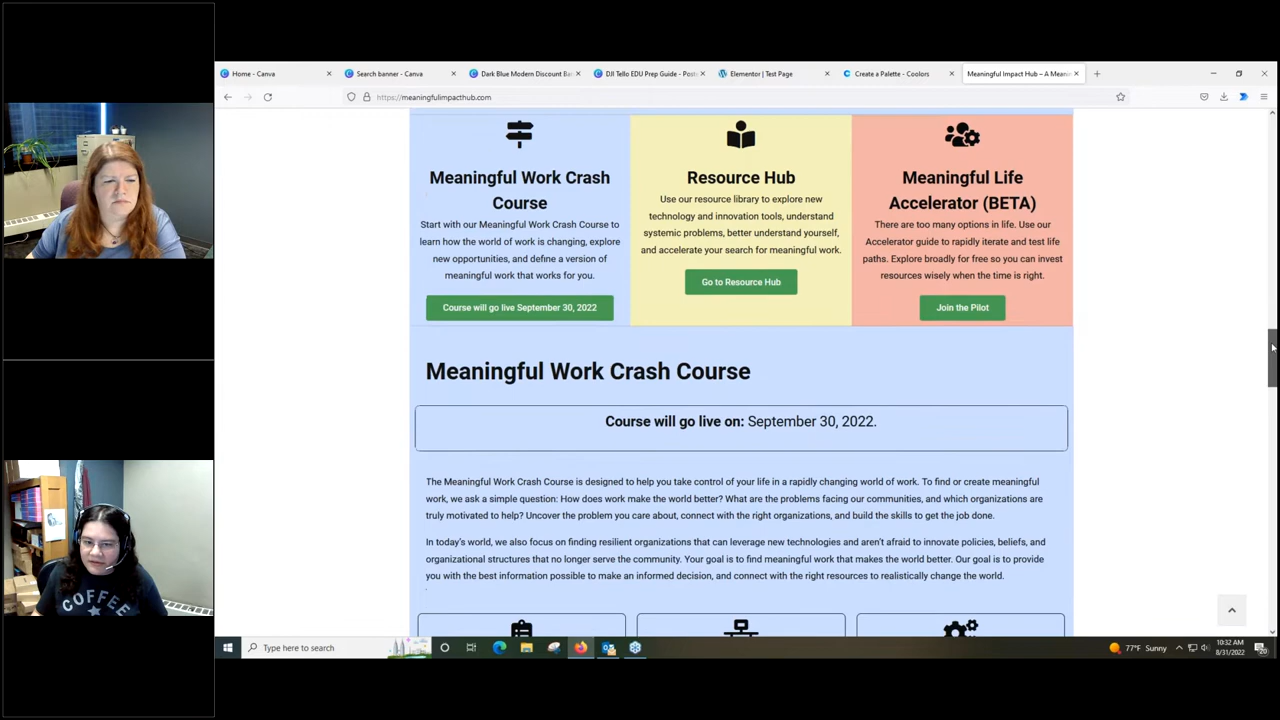 Home - Canva
Search banner - Canva
Dark Blue Modern Discount Ba
DJI Tello EDU Prep Guide - Post
Elementor | Test Page
Create a Palette - Coolors
Meaningful Impact Hub – A Meani
https://meaningfulimpacthub.com
Meaningful Work Crash
Course
Start with our Meaningful Work Crash Course to
learn how the world of work is changing, explore
new opportunities, and define a version of
meaningful work that works for you.
Course will go live September 30, 2022
Resource Hub
Use our resource library to explore new
technology and innovation tools, understand
systemic problems, better understand yourself,
and accelerate your search for meaningful work.
Go to Resource Hub
Meaningful Life
Accelerator (BETA)
There are too many options in life. Use our
Accelerator guide to rapidly iterate and test life
paths. Explore broadly for free so you can invest
resources wisely when the time is right.
Join the Pilot
Meaningful Work Crash Course
Course will go live on: September 30, 2022.
The Meaningful Work Crash Course is designed to help you take control of your life in a rapidly changing world of work. To find or create meaningful
work, we ask a simple question: How does work make the world better? What are the problems facing our communities, and which organizations are
truly motivated to help? Uncover the problem you care about, connect with the right organizations, and build the skills to get the job done.
In today's world, we also focus on finding resilient organizations that can leverage new technologies and aren't afraid to innovate policies, beliefs, and
organizational structures that no longer serve the community. Your goal is to find meaningful work that makes the world better. Our goal is to provide
you with the best information possible to make an informed decision, and connect with the right resources to realistically change the world.
COFFEE
Type here to search
77°F Sunny
10:32 AM
8/31/2022
20